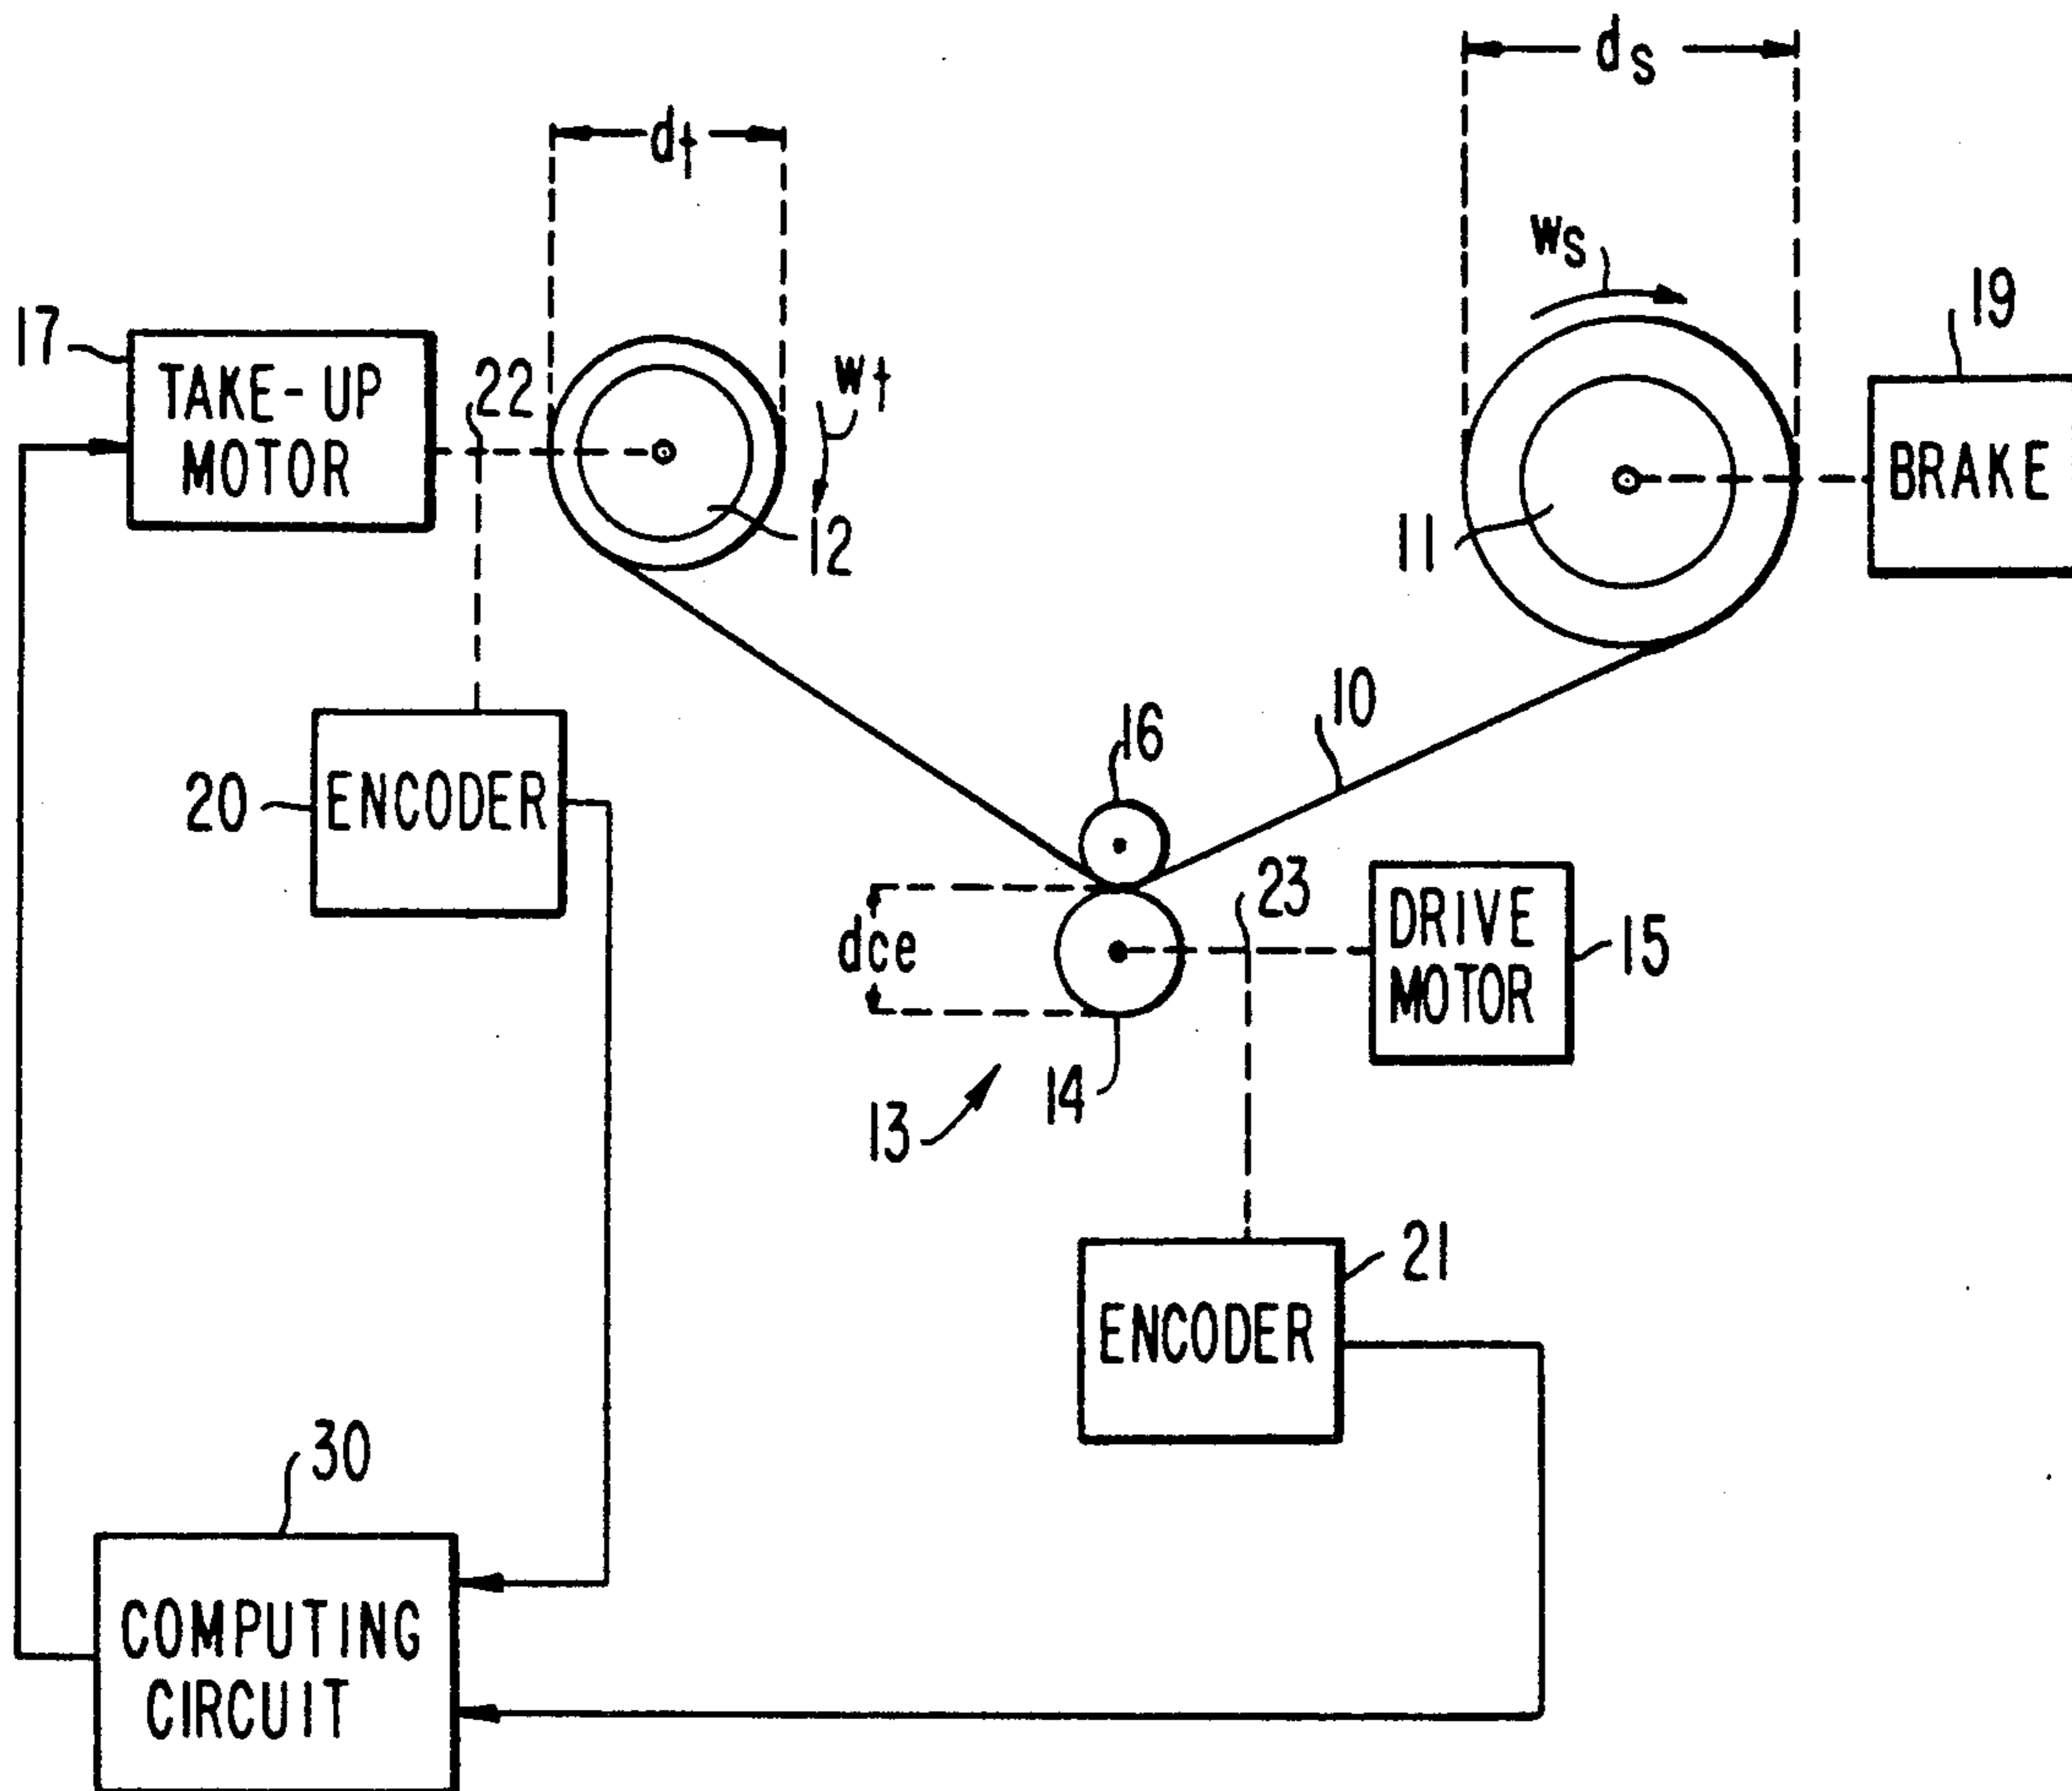 ds
dt
ws
19
17
TAKE-UP
MOTOR
22
wt
BRAKE
12
11
10
16
20
ENCODER
23
dce
DRIVE
MOTOR
15
13
14
21
ENCODER
30
COMPUTING
CIRCUIT